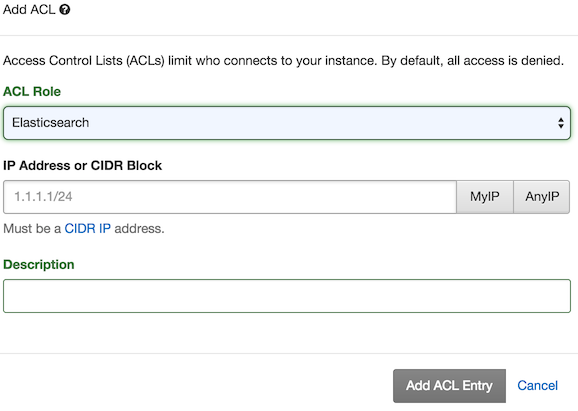 Add ACL ?
Access Control Lists (ACLs) limit who connects to your instance. By default, all access is denied.
ACL Role
Elasticsearch
IP Address or CIDR Block
1.1.1.1/24 MyIP AnyIP
Must be a CIDR IP address.
Description
Add ACL Entry Cancel